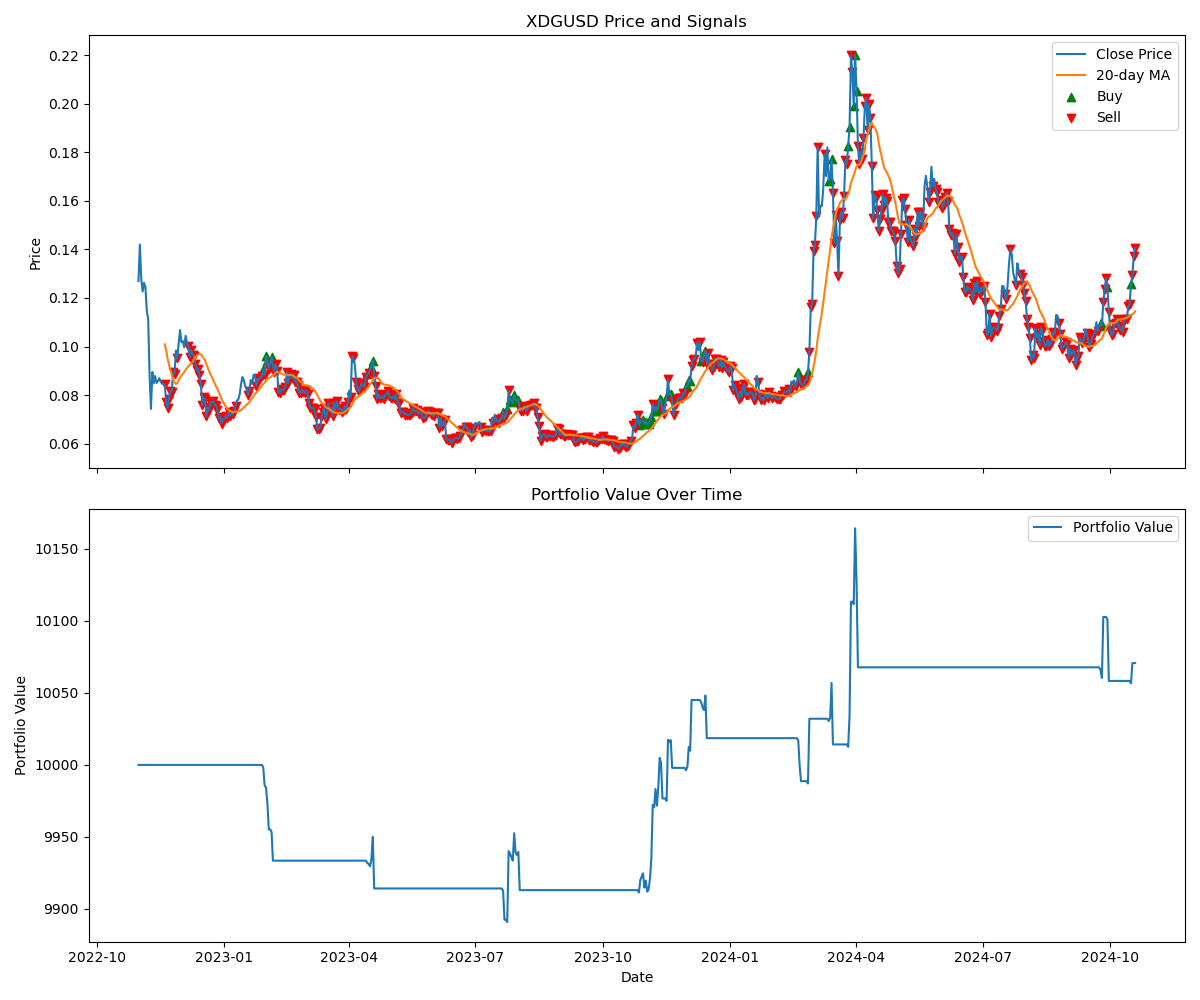 XDGUSD Price and Signals
Price
0.22
0.20
0.18
0.16
0.14
0.12
0.10
0.08
0.06
Close Price
20-day MA
Buy
Sell
Portfolio Value Over Time
Portfolio Value
10150
10100
10050
10000
9950
9900
Portfolio Value
2022-10 2023-01 2023-04 2023-07 2023-10 2024-01 2024-04 2024-07 2024-10
Date